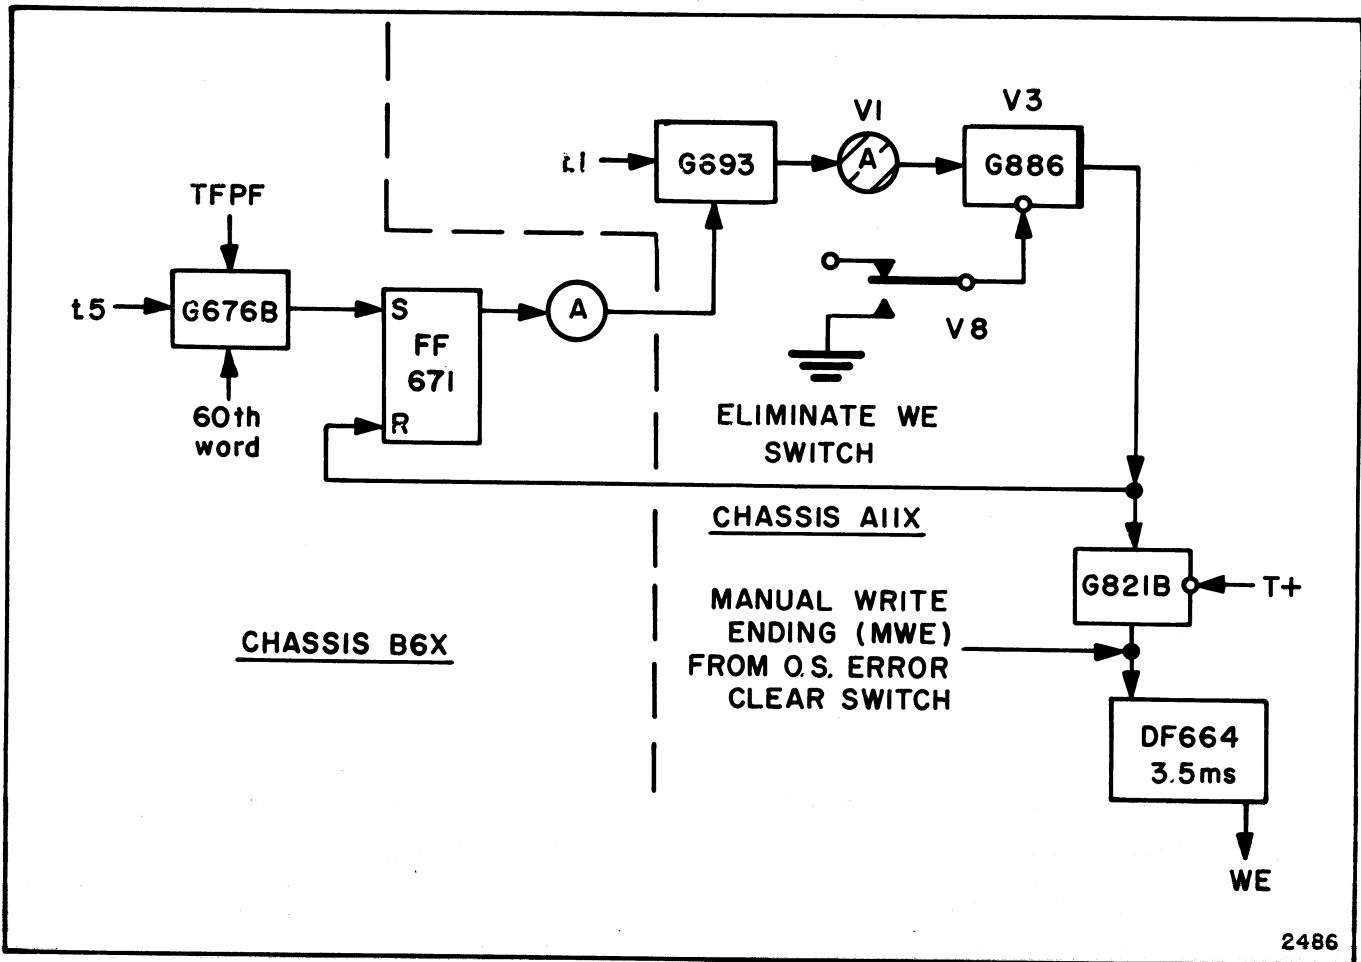 V1
V3
t1
G693
A
G886
TFPF
t5
G676B
S
FF
671
R
A
V8
60th
word
ELIMINATE WE
SWITCH
CHASSIS A11X
G821B
T+
MANUAL WRITE
ENDING (MWE)
FROM O.S. ERROR
CLEAR SWITCH
CHASSIS B6X
DF664
3.5ms
WE
2486